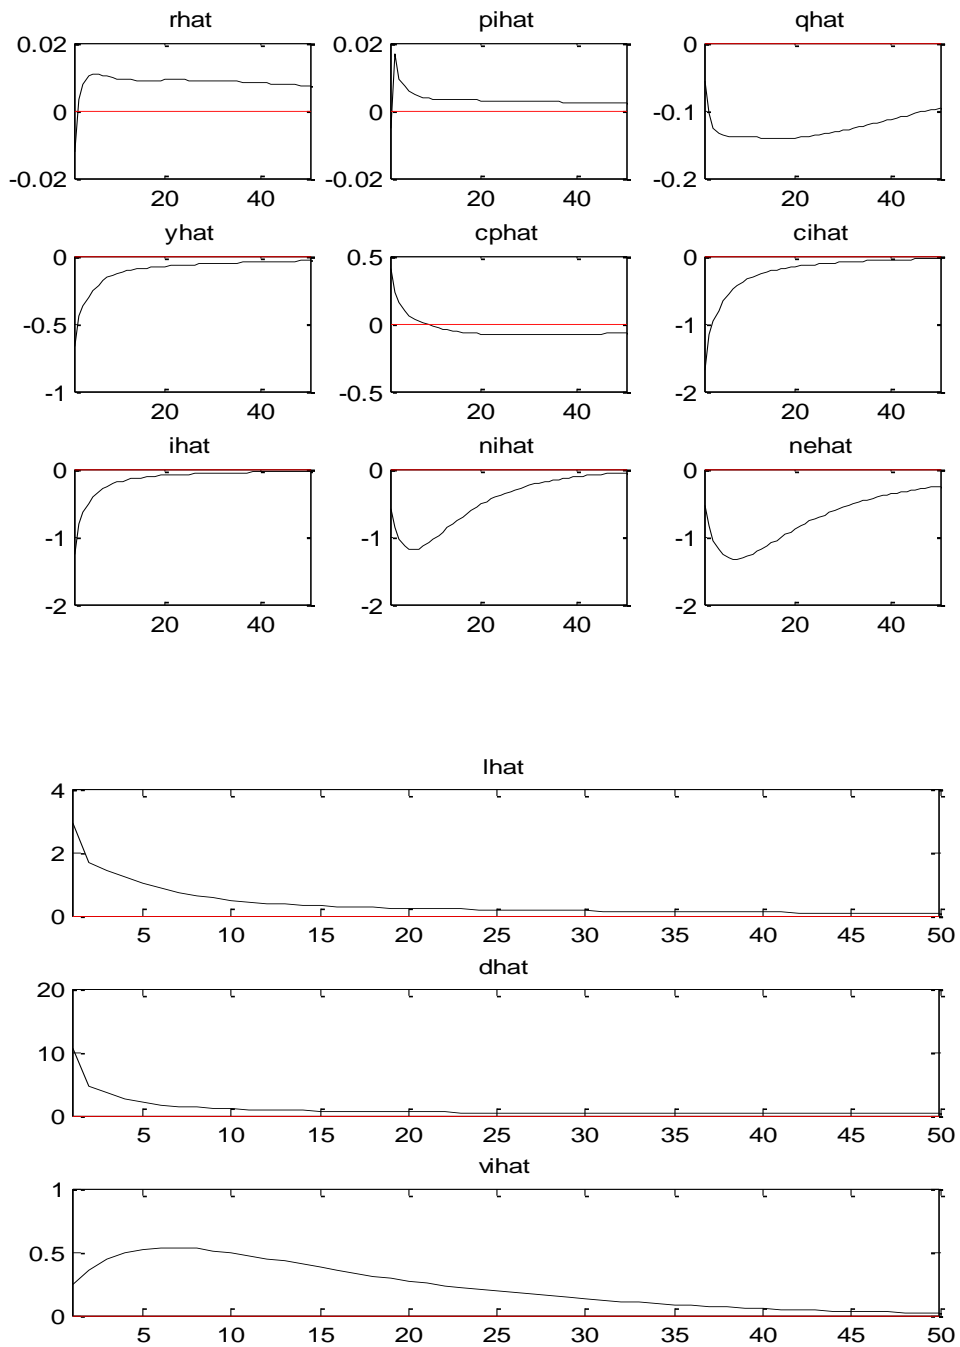 rhat pihat qhat
0.02 0.02 0
0 0 -0.1
-0.02 -0.02 -0.2
20 40 20 40 20 40
yhat cphat cihat
0 0.5 0
-0.5 0 -1
-1 -0.5 -2
20 40 20 40 20 40
ihat nihat nehat
0 0 0
-1 -1 -1
-2 -2 -2
20 40 20 40 20 40
lhat
4
2
0
5 10 15 20 25 30 35 40 45 50
dhat
20
10
0
5 10 15 20 25 30 35 40 45 50
vihat
1
0.5
0
5 10 15 20 25 30 35 40 45 50